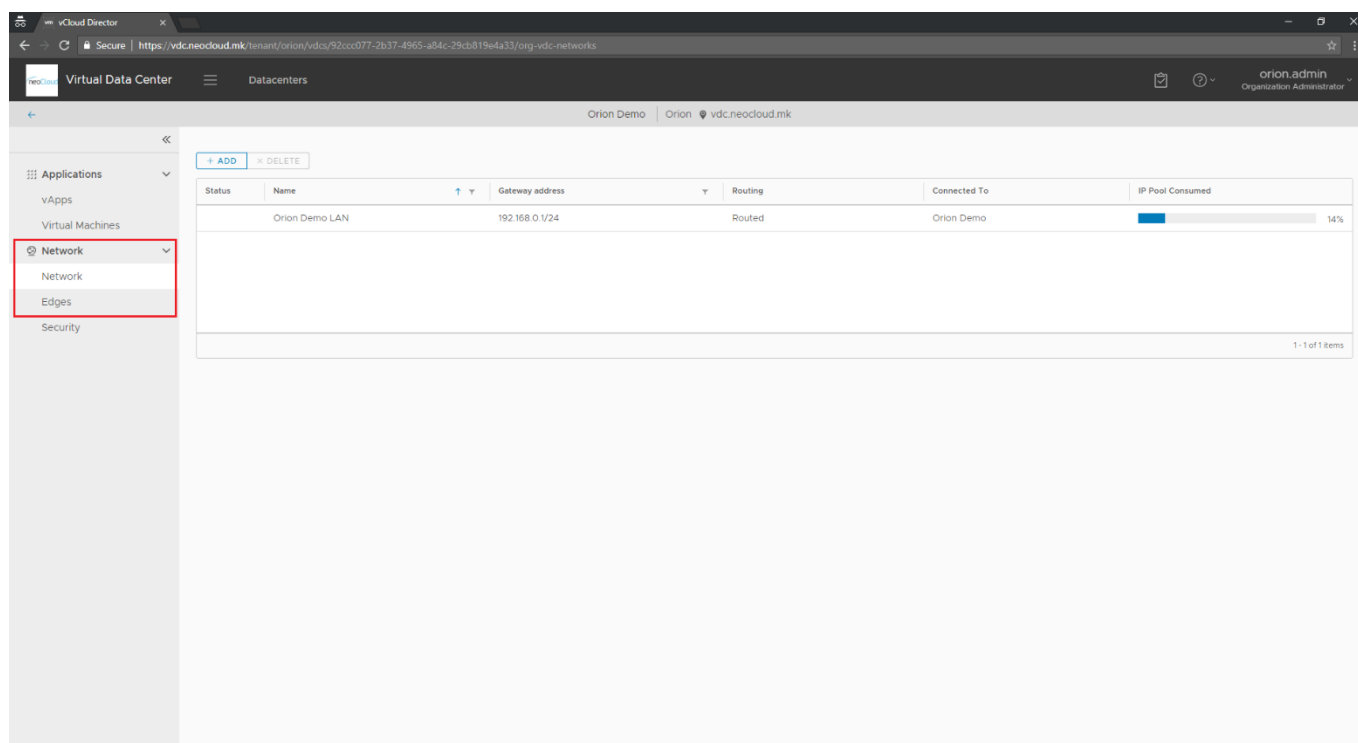 vm vCloud Director
Secure | https://vdc.neocloud.mk/tenant/orion/vdcs/92ccc077-2b37-4965-a84c-29cb819e4a33/org-vdc-networks
neoCloud Virtual Data Center Datacenters orion.admin
Organization Administrator
Orion Demo Orion vdc.neocloud.mk
+ ADD × DELETE
Applications
vApps
Virtual Machines
Network
Network
Edges
Security
Status Name Gateway address Routing Connected To IP Pool Consumed
Orion Demo LAN 192.168.0.1/24 Routed Orion Demo 14%
1 - 1 of 1 items